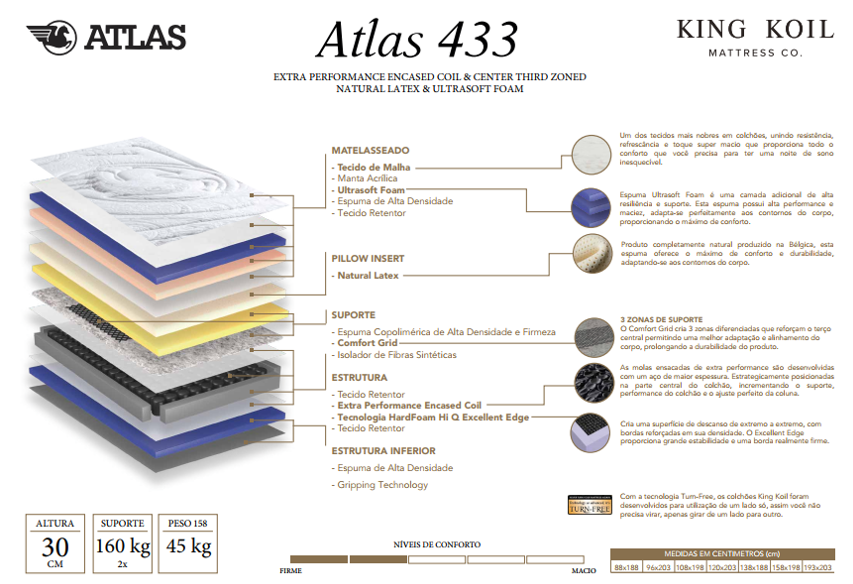 ATLAS
Atlas 433
KING KOIL
MATTRESS CO.
EXTRA PERFORMANCE ENCASED COIL & CENTER THIRD ZONED
NATURAL LATEX & ULTRASOFT FOAM
MATELASSEADO
- Tecido de Malha
- Manta Acrílica
- Ultrasoft Foam
- Espuma de Alta Densidade
- Tecido Retentor
Um dos tecidos mais nobres em colchões, unindo resistência,
refrescância e toque super macio que proporciona todo o
conforto que você precisa para ter uma noite de sono
inesquecível.
Espuma Ultrasoft Foam é uma camada adicional de alta
resiliência e suporte. Esta espuma possui alta performance e
maciez, adapta-se perfeitamente aos contornos do corpo,
proporcionando o máximo de conforto.
PILLOW INSERT
- Natural Latex
Produto completamente natural produzido na Bélgica, esta
espuma oferece o máximo de conforto e durabilidade,
adaptando-se aos contornos do corpo.
SUPORTE
- Espuma Copolimérica de Alta Densidade e Firmeza
- Comfort Grid
- Isolador de Fibras Sintéticas
3 ZONAS DE SUPORTE
O Comfort Grid cria 3 zonas diferenciadas que reforçam o terço
central permitindo uma melhor adaptação e alinhamento do
corpo, prolongando a durabilidade do produto.
ESTRUTURA
- Tecido Retentor
- Extra Performance Encased Coil
- Tecnologia HardFoam Hi Q Excellent Edge
- Tecido Retentor
As molas ensacadas de extra performance são desenvolvidas
com um aço de maior espessura. Estrategicamente posicionadas
na parte central do colchão, incrementando o suporte,
performance do colchão e o ajuste perfeito da coluna.
Cria uma superfície de descanso de extremo a extremo, com
bordas reforçadas em sua densidade. O Excellent Edge
proporciona grande estabilidade e uma borda realmente firme.
ESTRUTURA INFERIOR
- Espuma de Alta Densidade
- Gripping Technology
TURN-FREE
Com a tecnologia Turn-Free, os colchões King Koil foram
desenvolvidos para utilização de um lado só, assim você não
precisa virar, apenas girar de um lado para outro.
ALTURA
30
CM
SUPORTE
160 kg
2x
PESO 158
45 kg
NÍVEIS DE CONFORTO
FIRME
MACIO
MEDIDAS EM CENTIMETROS (cm)
88x188 96x203 108x198 120x203 138x188 158x198 193x203